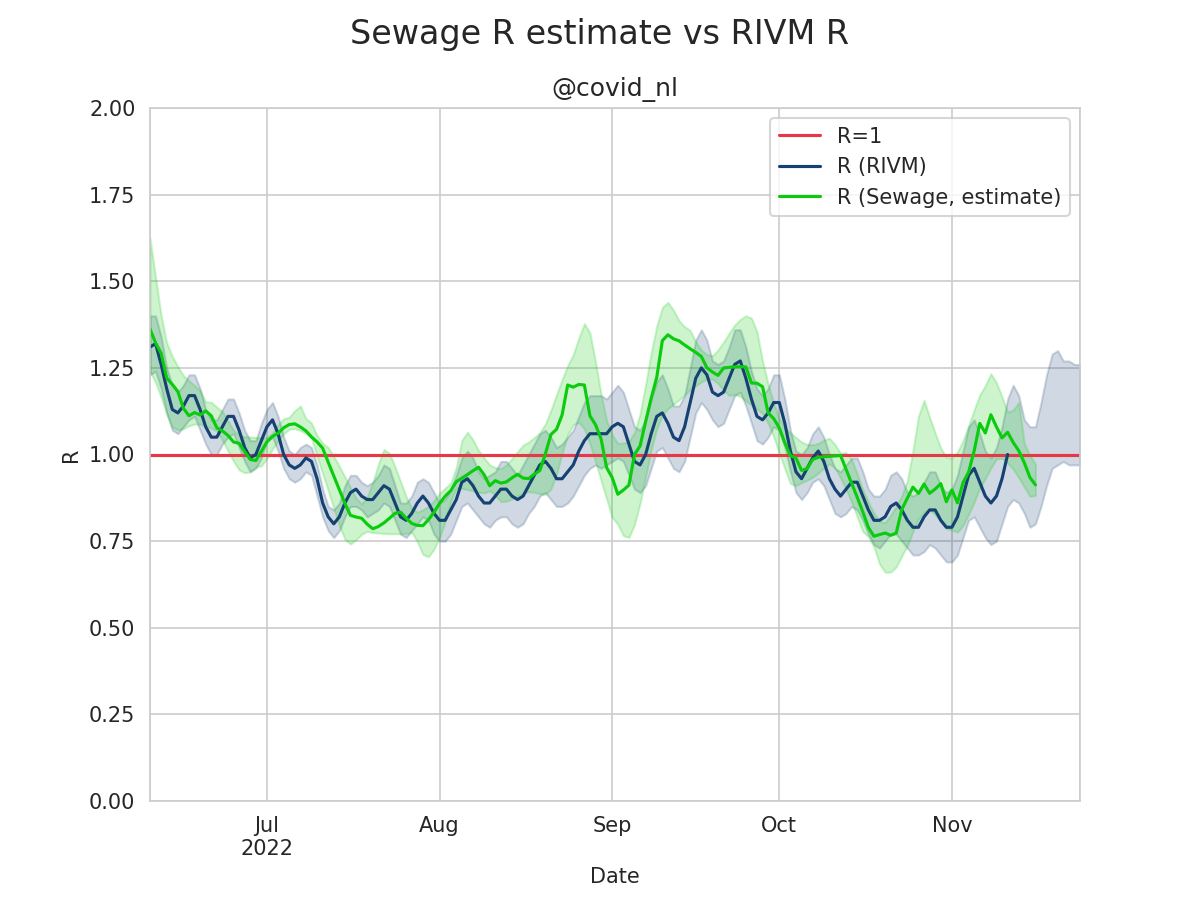 Sewage R estimate vs RIVM R
@covid_nl
2.00
1.75
1.50
1.25
1.00
0.75
0.50
0.25
0.00
R
R=1
R (RIVM)
R (Sewage, estimate)
Jul
2022
Aug
Sep
Oct
Nov
Date